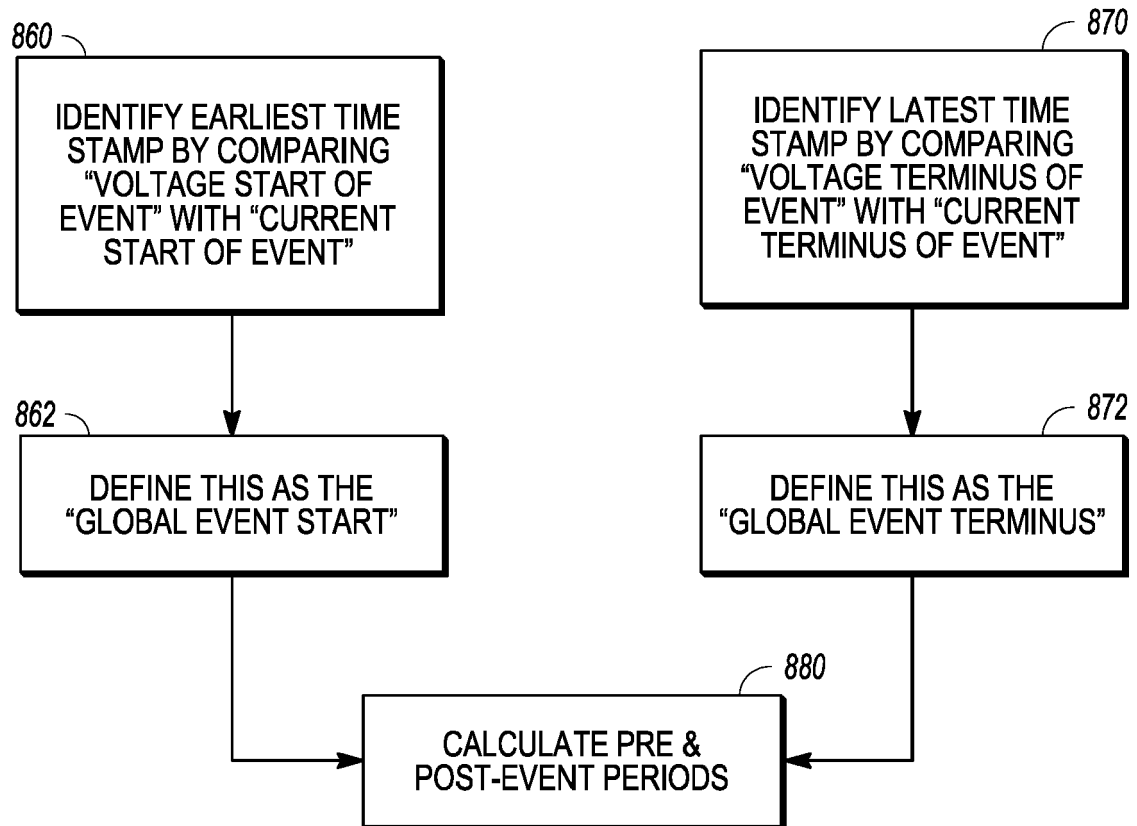 860
IDENTIFY EARLIEST TIME
STAMP BY COMPARING
“VOLTAGE START OF
EVENT” WITH “CURRENT
START OF EVENT”
870
IDENTIFY LATEST TIME
STAMP BY COMPARING
“VOLTAGE TERMINUS OF
EVENT” WITH “CURRENT
TERMINUS OF EVENT”
862
DEFINE THIS AS THE
“GLOBAL EVENT START”
872
DEFINE THIS AS THE
“GLOBAL EVENT TERMINUS”
880
CALCULATE PRE &
POST-EVENT PERIODS